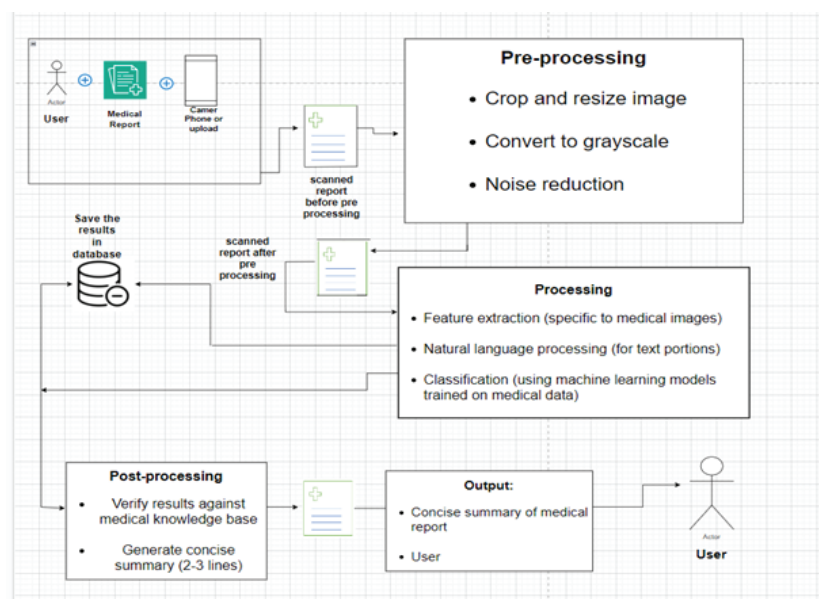 Actor
User
Medical
Report
Camer
Phone or
upload
scanned
report
before pre
processing
Pre-processing
• Crop and resize image
• Convert to grayscale
• Noise reduction
Save the
results
in
database
scanned
report after
pre
processing
Processing
• Feature extraction (specific to medical images)
• Natural language processing (for text portions)
• Classification (using machine learning models
trained on medical data)
Post-processing
• Verify results against
medical knowledge base
• Generate concise
summary (2-3 lines)
Output:
• Concise summary of medical
report
• User
Actor
User